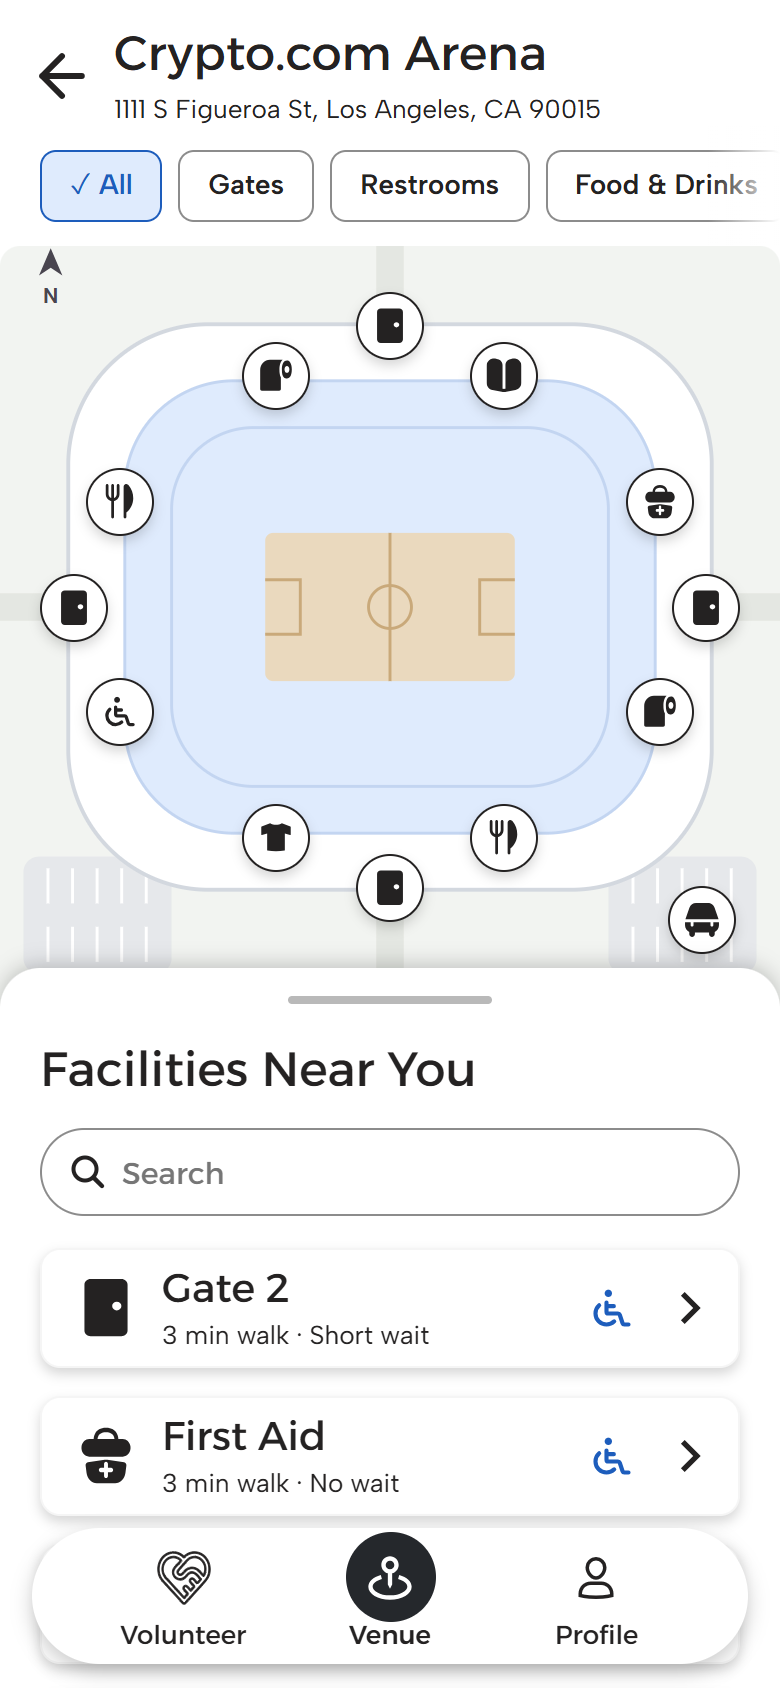 Crypto.com Arena
1111 S Figueroa St, Los Angeles, CA 90015
✓ All
Gates
Restrooms
Food & Drinks
N
Facilities Near You
Search
Gate 2
3 min walk · Short wait
First Aid
3 min walk · No wait
Volunteer
Venue
Profile